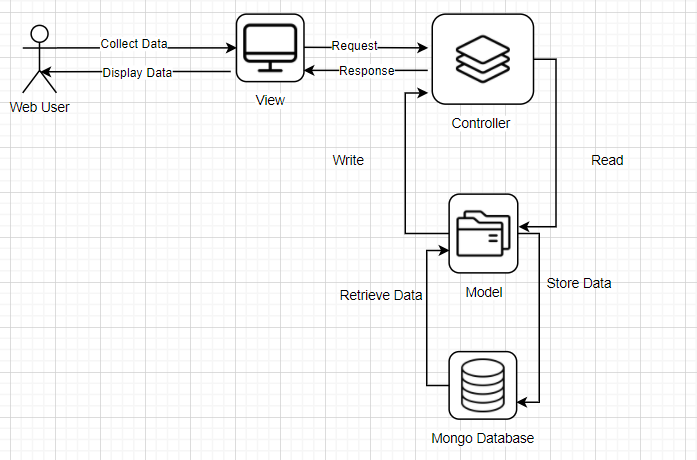 Collect Data
Request
Display Data
Response
View
Web User
Controller
Write
Read
Store Data
Model
Retrieve Data
Mongo Database